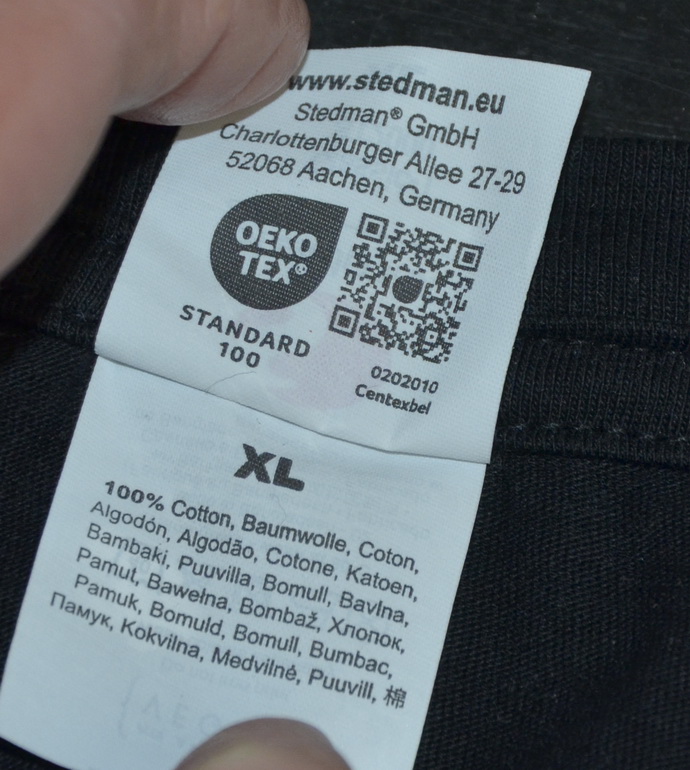 www.stedman.eu
Stedman® GmbH
Charlottenburger Allee 27-29
52068 Aachen, Germany
OEKO
TEX®
STANDARD
100
0202010
Centexbel
XL
100% Cotton, Baumwolle, Coton,
Algodón, Algodão, Cotone, Katoen,
Bambaki, Puuvilla, Bomull, Bavlna,
Pamut, Bawełna, Bombaž, Хлопок,
Pamuk, Bomuld, Bomull, Bumbac,
Памук, Kokvilna, Medvilnė, Puuvill, 棉